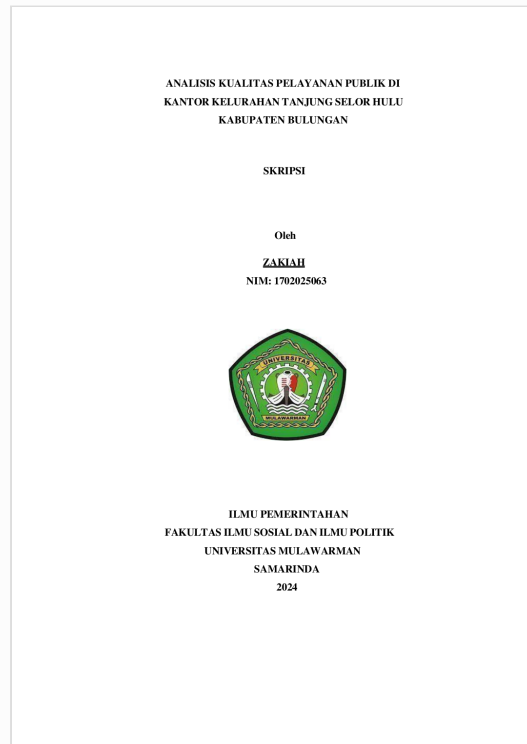 ANALISIS KUALITAS PELAYANAN PUBLIK DI
KANTOR KELURAHAN TANJUNG SELOR HULU
KABUPATEN BULUNGAN
SKRIPSI
Oleh
ZAKIAH
NIM: 1702025063
UNIVERSITAS
MULAWARMAN
ILMU PEMERINTAHAN
FAKULTAS ILMU SOSIAL DAN ILMU POLITIK
UNIVERSITAS MULAWARMAN
SAMARINDA
2024